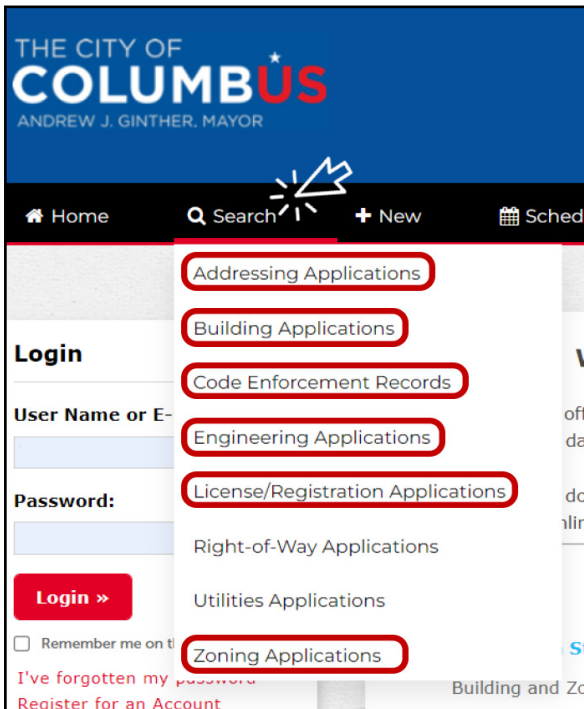 THE CITY OF
COLUMBUS
ANDREW J. GINTHER, MAYOR
Home
Search
New
Addressing Applications
Building Applications
Code Enforcement Records
Engineering Applications
License/Registration Applications
Right-of-Way Applications
Utilities Applications
Zoning Applications
Login
User Name or E-
Password:
Login »
Remember me on
I've forgotten my password
Register for an Account
Building and